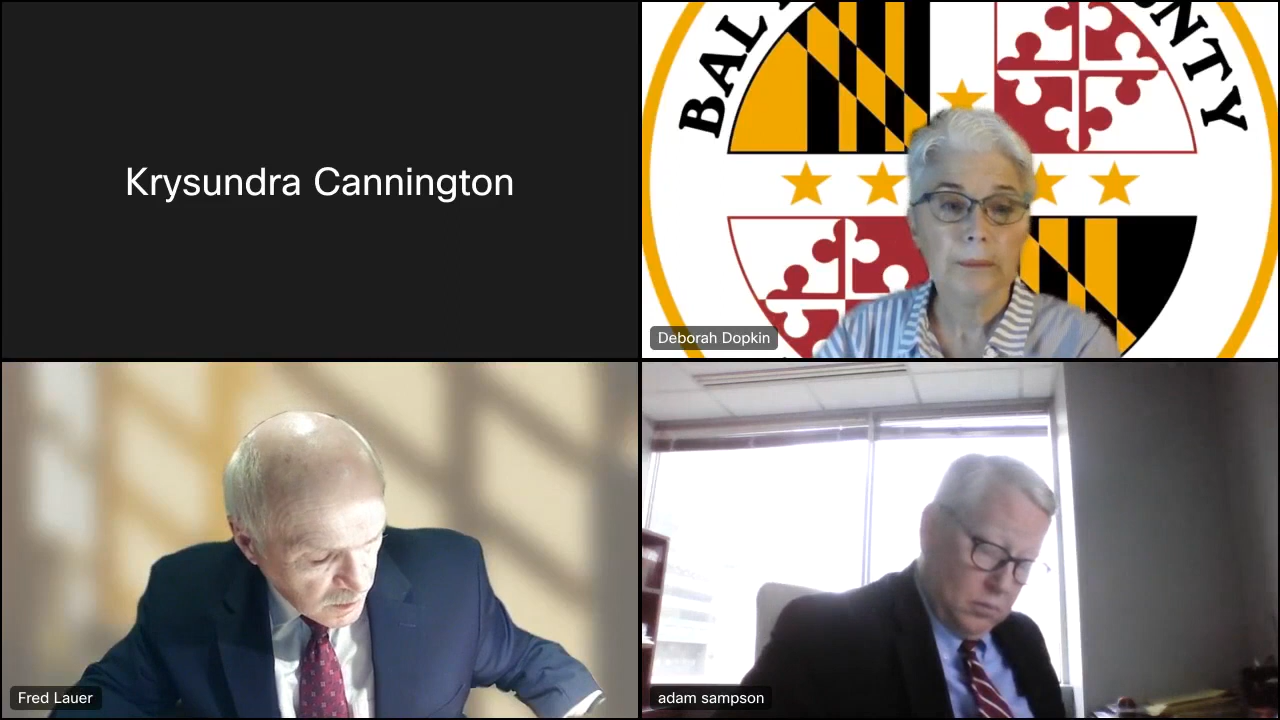 Krysundra Cannington
BAL
NTY
Deborah Dopkin
Fred Lauer
adam sampson